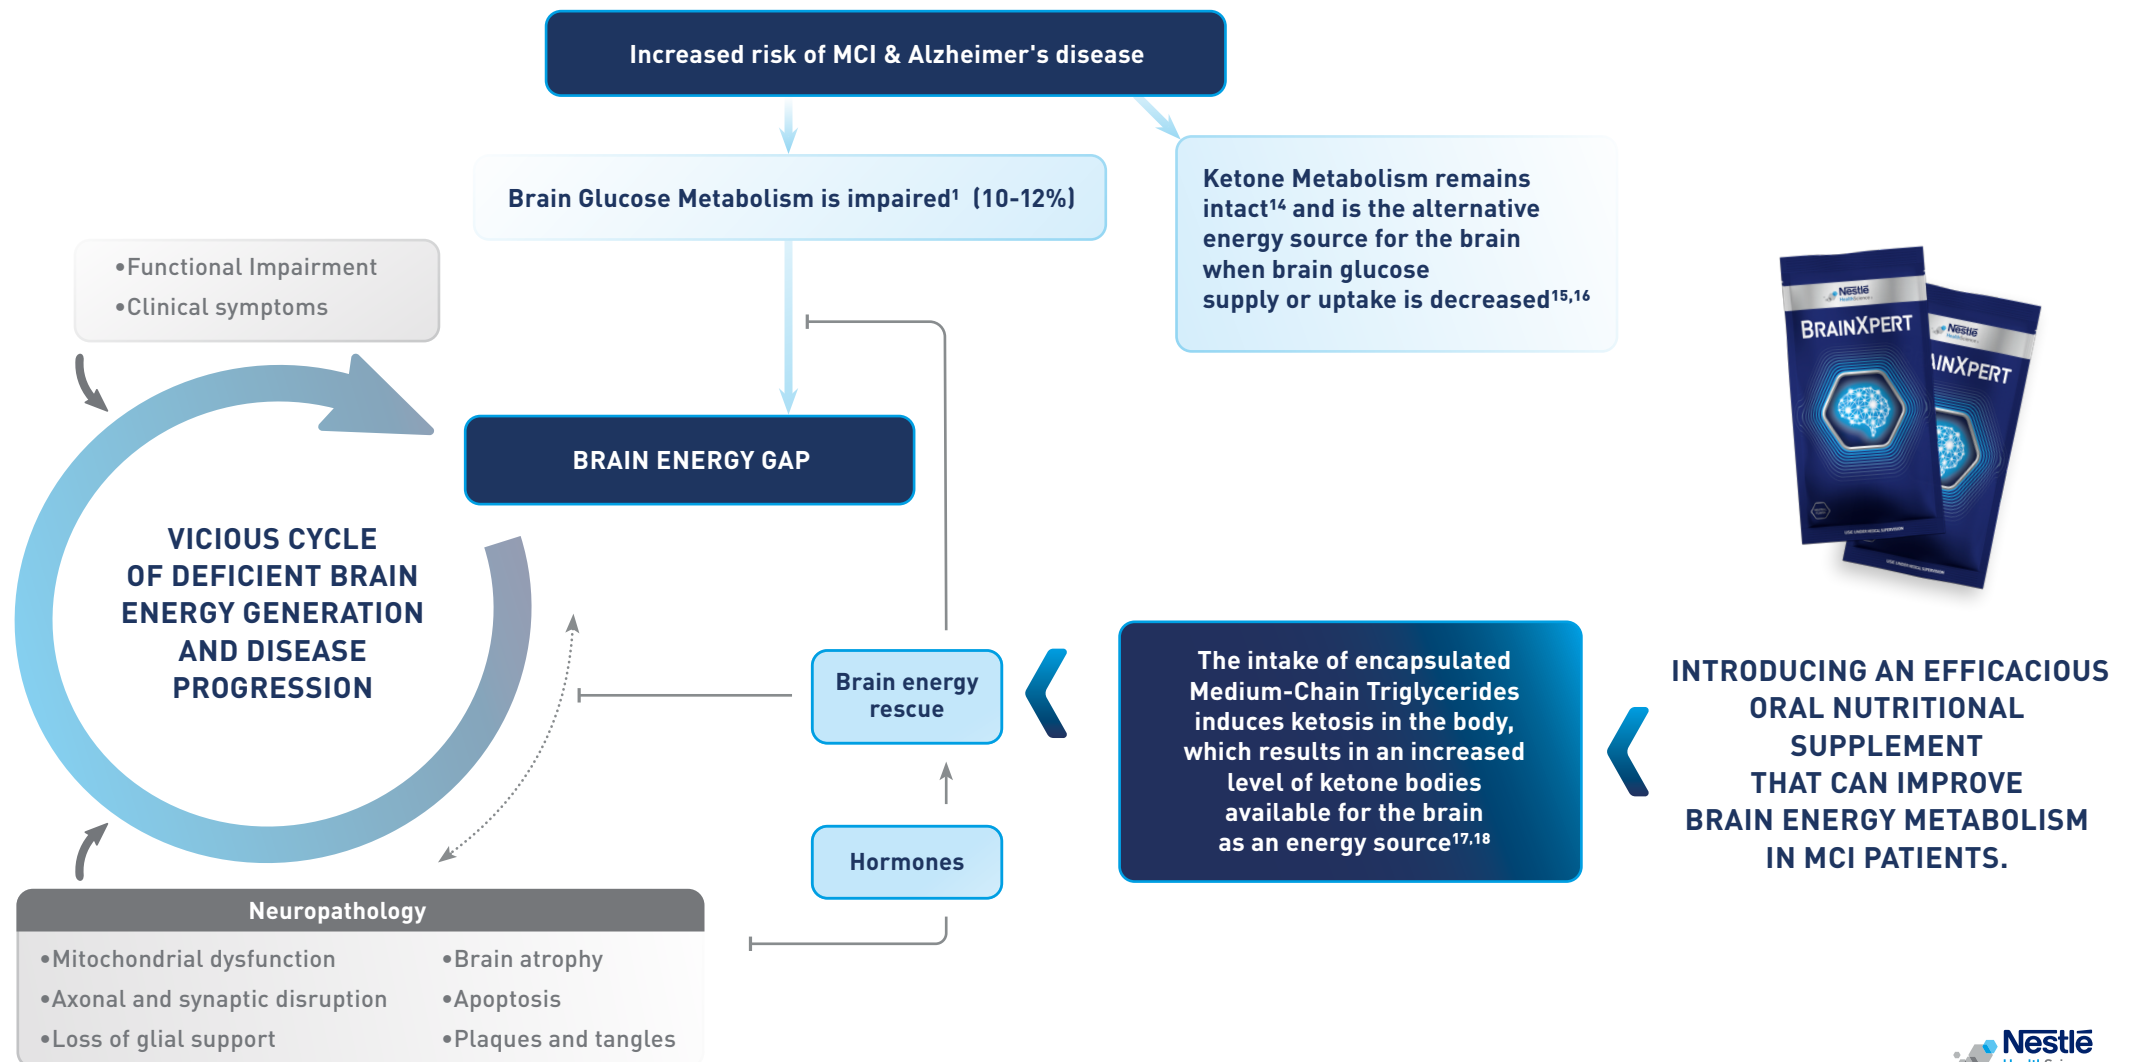 Increased risk of MCI & Alzheimer's disease
Brain Glucose Metabolism is impaired¹ (10-12%)
Ketone Metabolism remains
intact¹⁴ and is the alternative
energy source for the brain
when brain glucose
supply or uptake is decreased¹⁵,¹⁶
•Functional Impairment
•Clinical symptoms
BRAIN ENERGY GAP
VICIOUS CYCLE
OF DEFICIENT BRAIN
ENERGY GENERATION
AND DISEASE
PROGRESSION
Brain energy
rescue
Hormones
The intake of encapsulated
Medium-Chain Triglycerides
induces ketosis in the body,
which results in an increased
level of ketone bodies
available for the brain
as an energy source¹⁷,¹⁸
Nestlé
HealthScience
BRAINXPERT
Nestlé
HealthScience
AINXPERT
INTRODUCING AN EFFICACIOUS
ORAL NUTRITIONAL
SUPPLEMENT
THAT CAN IMPROVE
BRAIN ENERGY METABOLISM
IN MCI PATIENTS.
Neuropathology
•Mitochondrial dysfunction
•Axonal and synaptic disruption
•Loss of glial support
•Brain atrophy
•Apoptosis
•Plaques and tangles
Nestlé